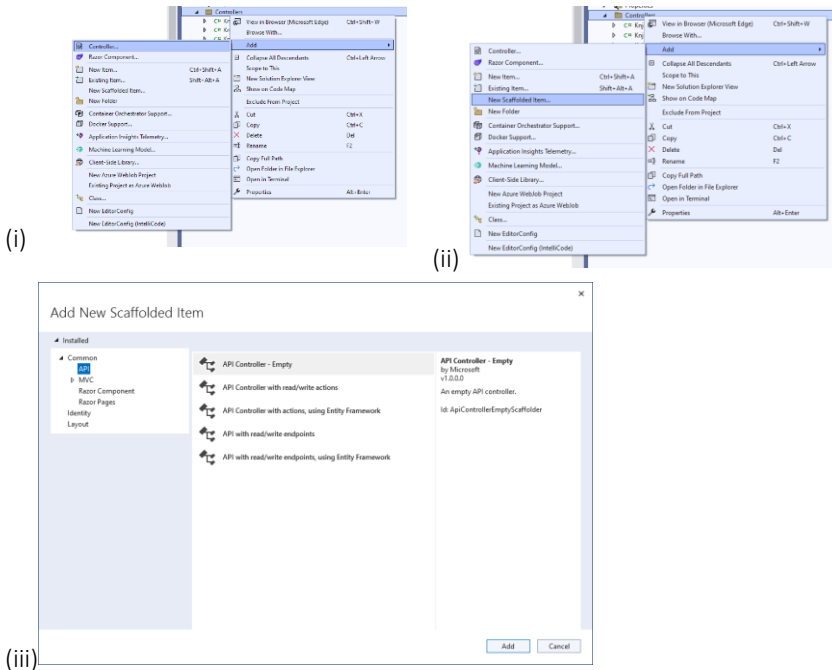 Controllers
C# Knj
C# Knj
C# Kn
View in Browser (Microsoft Edge) Ctrl+Shift+W
Browse With...
Add
Collapse All Descendants Ctrl+Left Arrow
Scope to This
New Solution Explorer View
Show on Code Map
Exclude From Project
Cut Ctrl+X
Copy Ctrl+C
Delete Del
Rename F2
Copy Full Path
Open Folder in File Explorer
Open in Terminal
Properties Alt+Enter
Controller...
Razor Component...
New Item... Ctrl+Shift+A
Existing Item... Shift+Alt+A
New Scaffolded Item...
New Folder
Container Orchestrator Support...
Docker Support...
Application Insights Telemetry...
Machine Learning Model...
Client-Side Library...
New Azure WebJob Project
Existing Project as Azure WebJob
Class...
New EditorConfig
New EditorConfig (IntelliCode)
(i)
Properties
Controllers
C# Knj
C# Knj
View in Browser (Microsoft Edge) Ctrl+Shift+W
Browse With...
Add
Collapse All Descendants Ctrl+Left Arrow
Scope to This
New Solution Explorer View
Show on Code Map
Exclude From Project
Cut Ctrl+X
Copy Ctrl+C
Delete Del
Rename F2
Copy Full Path
Open Folder in File Explorer
Open in Terminal
Properties Alt+Enter
Controller...
Razor Component...
New Item... Ctrl+Shift+A
Existing Item... Shift+Alt+A
New Scaffolded Item...
New Folder
Container Orchestrator Support...
Docker Support...
Application Insights Telemetry...
Machine Learning Model...
Client-Side Library...
New Azure WebJob Project
Existing Project as Azure WebJob
Class...
New EditorConfig
New EditorConfig (IntelliCode)
(ii)
Add New Scaffolded Item
Installed
Common
API
MVC
Razor Component
Razor Pages
Identity
Layout
API Controller - Empty
API Controller with read/write actions
API Controller with actions, using Entity Framework
API with read/write endpoints
API with read/write endpoints, using Entity Framework
API Controller - Empty
by Microsoft
v1.0.0.0
An empty API controller.
Id: ApiControllerEmptyScaffolder
Add Cancel
(iii)